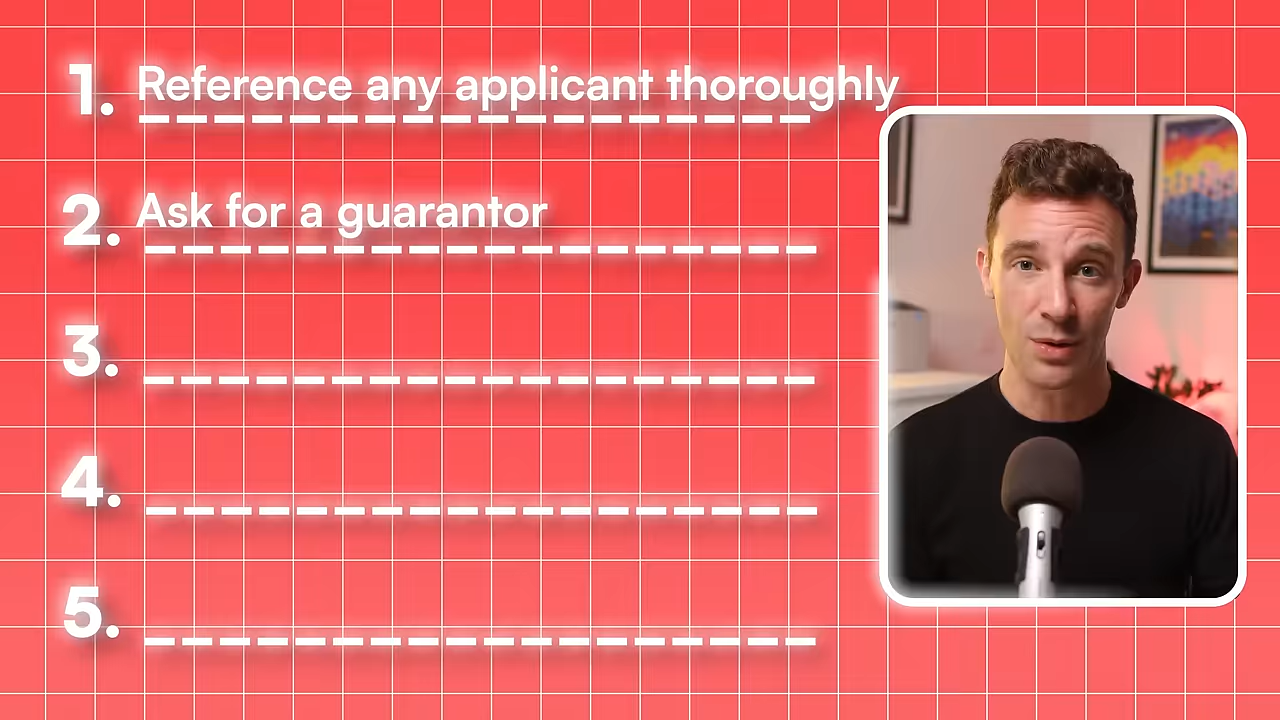 1. Reference any applicant thoroughly
2. Ask for a guarantor
3.
4.
5.